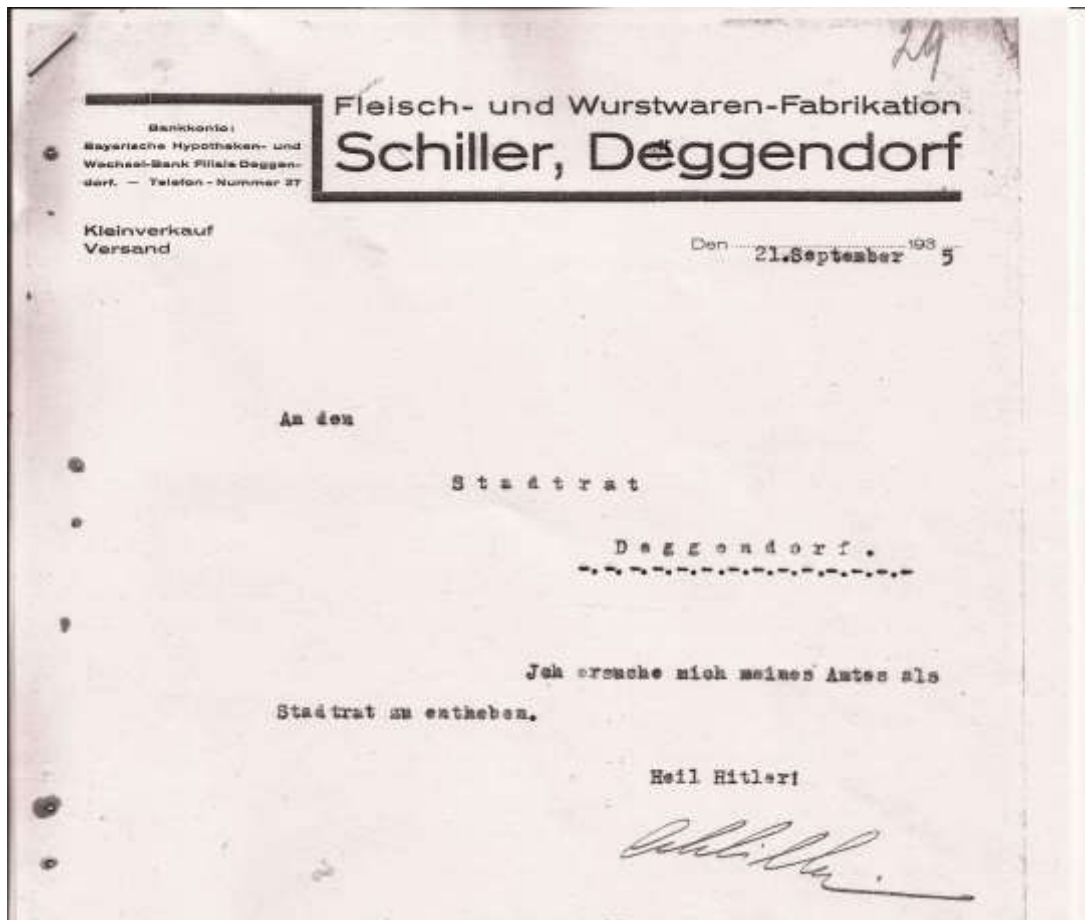 29
Fleisch- und Wurstwaren-Fabrikation
Schiller, Deggendorf
Bankkonto:
Bayerische Hypotheken- und
Wechsel-Bank Filiale Deggen-
dorf. — Telefon-Nummer 27
Kleinverkauf
Versand
Den 21.September 1935
An den
Stadtrat
Deggendorf.
-.-.-.-.-.-.-.-.-.-.-.-.-
Jch ersuche mich meines Amtes als
Stadtrat zu entheben.
Heil Hitler!
Schiller